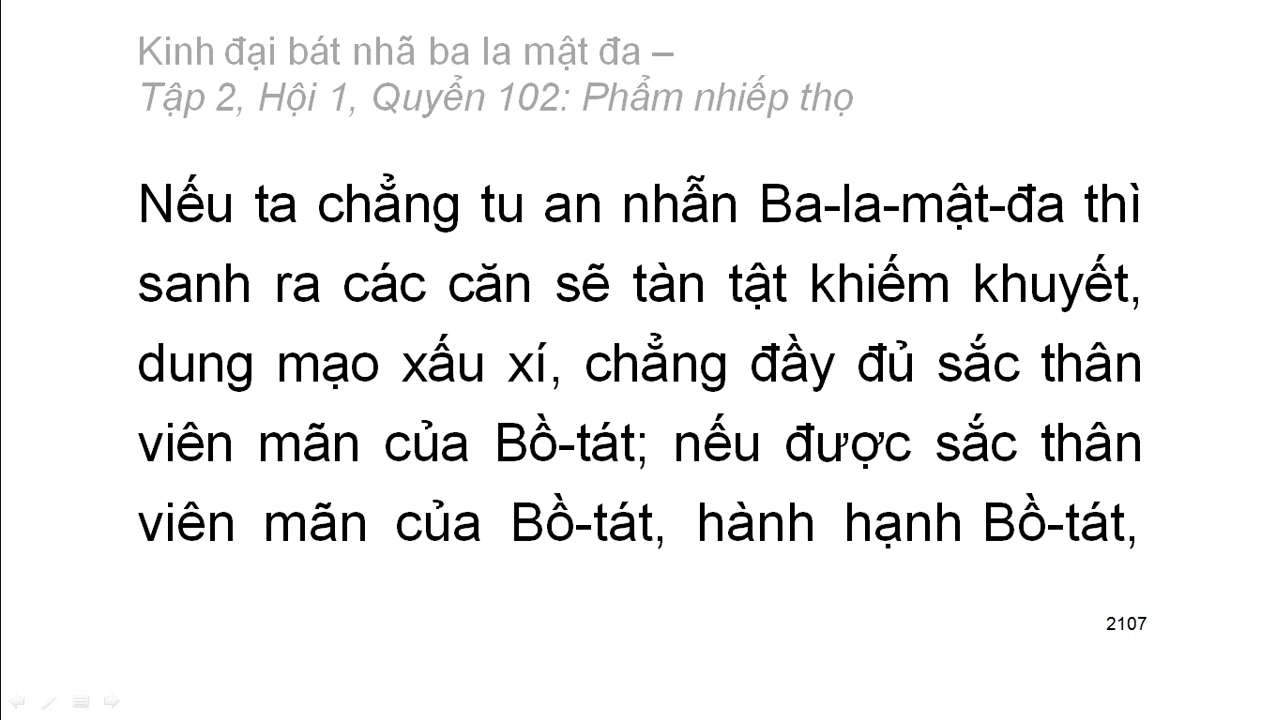 Kinh đại bát nhã ba la mật đa –
Tập 2, Hội 1, Quyển 102: Phẩm nhiếp thọ
Nếu ta chẳng tu an nhẫn Ba-la-mật-đa thì
sanh ra các căn sẽ tàn tật khiếm khuyết,
dung mạo xấu xí, chẳng đầy đủ sắc thân
viên mãn của Bồ-tát; nếu được sắc thân
viên mãn của Bồ-tát, hành hạnh Bồ-tát,
2107